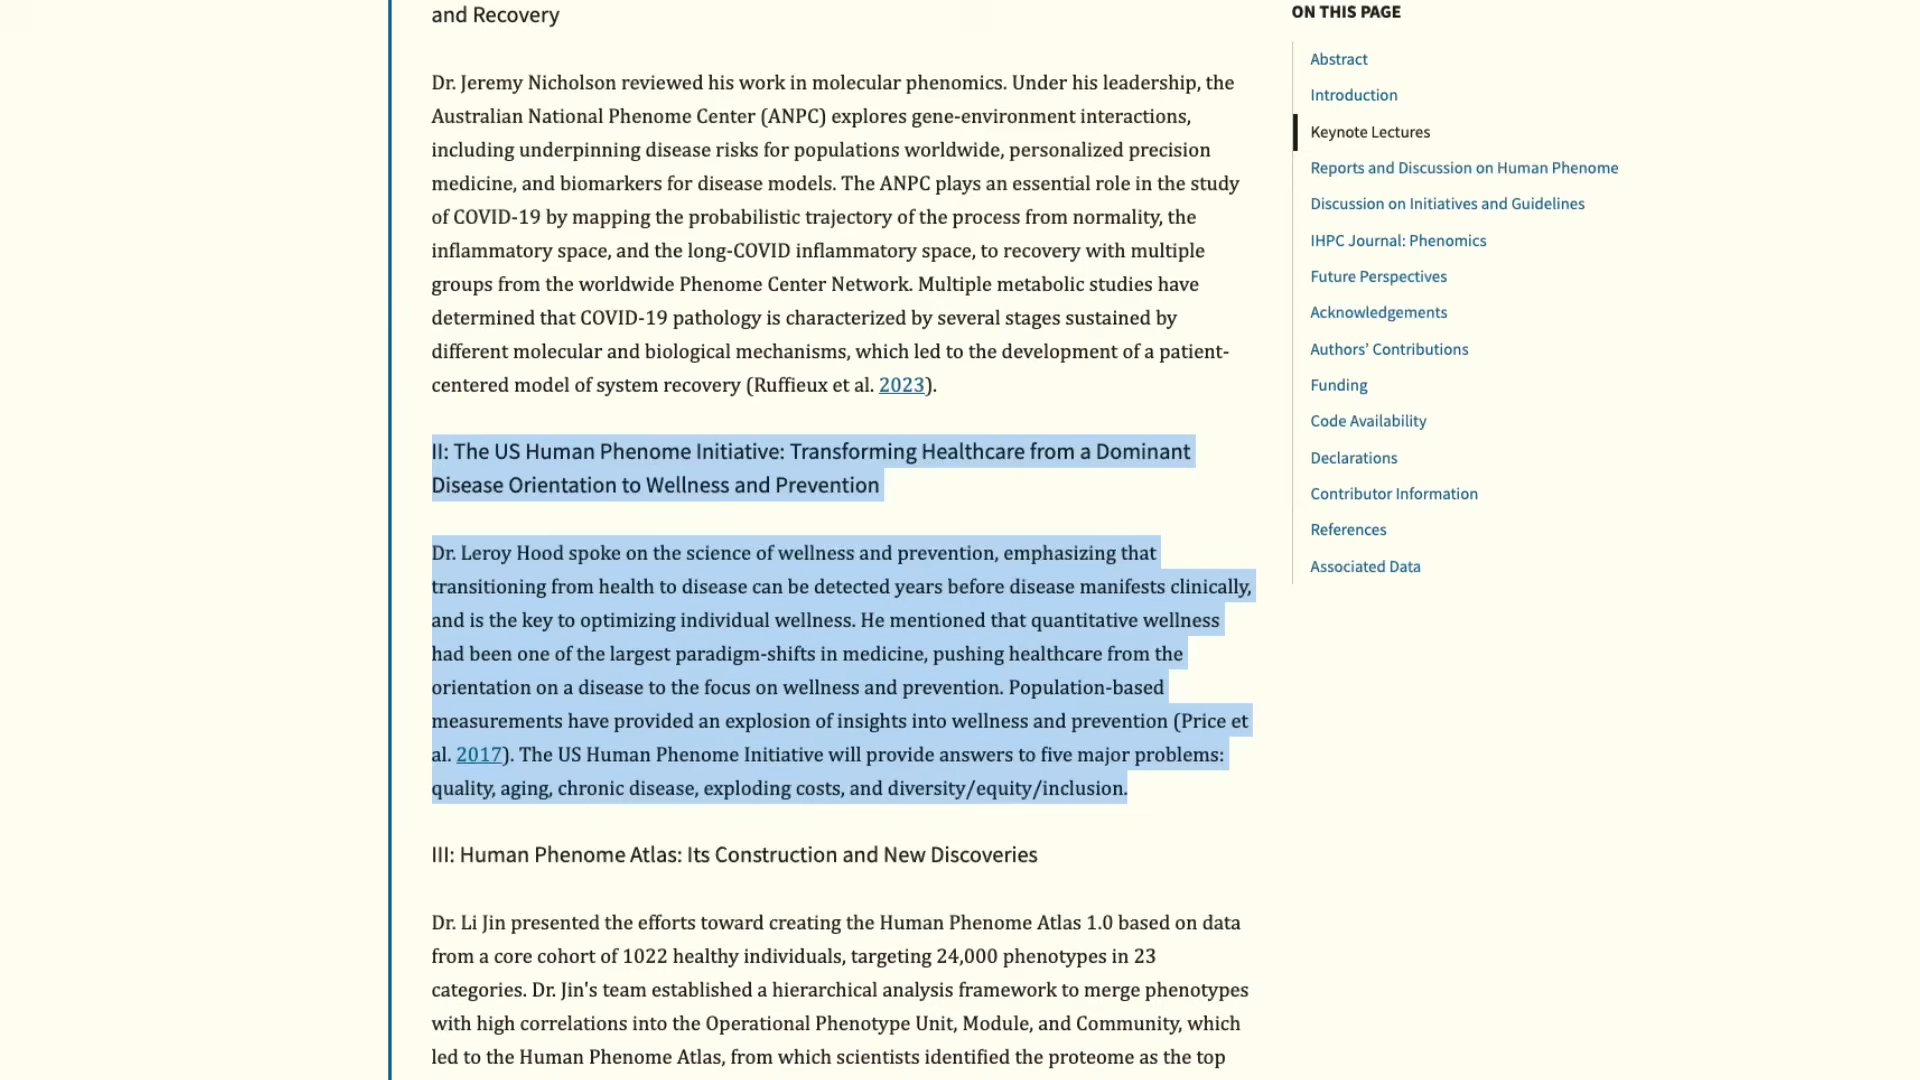 and Recovery
Dr. Jeremy Nicholson reviewed his work in molecular phenomics. Under his leadership, the
Australian National Phenome Center (ANPC) explores gene-environment interactions,
including underpinning disease risks for populations worldwide, personalized precision
medicine, and biomarkers for disease models. The ANPC plays an essential role in the study
of COVID-19 by mapping the probabilistic trajectory of the process from normality, the
inflammatory space, and the long-COVID inflammatory space, to recovery with multiple
groups from the worldwide Phenome Center Network. Multiple metabolic studies have
determined that COVID-19 pathology is characterized by several stages sustained by
different molecular and biological mechanisms, which led to the development of a patient-
centered model of system recovery (Ruffieux et al. 2023).
II: The US Human Phenome Initiative: Transforming Healthcare from a Dominant
Disease Orientation to Wellness and Prevention
Dr. Leroy Hood spoke on the science of wellness and prevention, emphasizing that
transitioning from health to disease can be detected years before disease manifests clinically,
and is the key to optimizing individual wellness. He mentioned that quantitative wellness
had been one of the largest paradigm-shifts in medicine, pushing healthcare from the
orientation on a disease to the focus on wellness and prevention. Population-based
measurements have provided an explosion of insights into wellness and prevention (Price et
al. 2017). The US Human Phenome Initiative will provide answers to five major problems:
quality, aging, chronic disease, exploding costs, and diversity/equity/inclusion.
III: Human Phenome Atlas: Its Construction and New Discoveries
Dr. Li Jin presented the efforts toward creating the Human Phenome Atlas 1.0 based on data
from a core cohort of 1022 healthy individuals, targeting 24,000 phenotypes in 23
categories. Dr. Jin's team established a hierarchical analysis framework to merge phenotypes
with high correlations into the Operational Phenotype Unit, Module, and Community, which
led to the Human Phenome Atlas, from which scientists identified the proteome as the top
ON THIS PAGE
Abstract
Introduction
Keynote Lectures
Reports and Discussion on Human Phenome
Discussion on Initiatives and Guidelines
IHPC Journal: Phenomics
Future Perspectives
Acknowledgements
Authors' Contributions
Funding
Code Availability
Declarations
Contributor Information
References
Associated Data